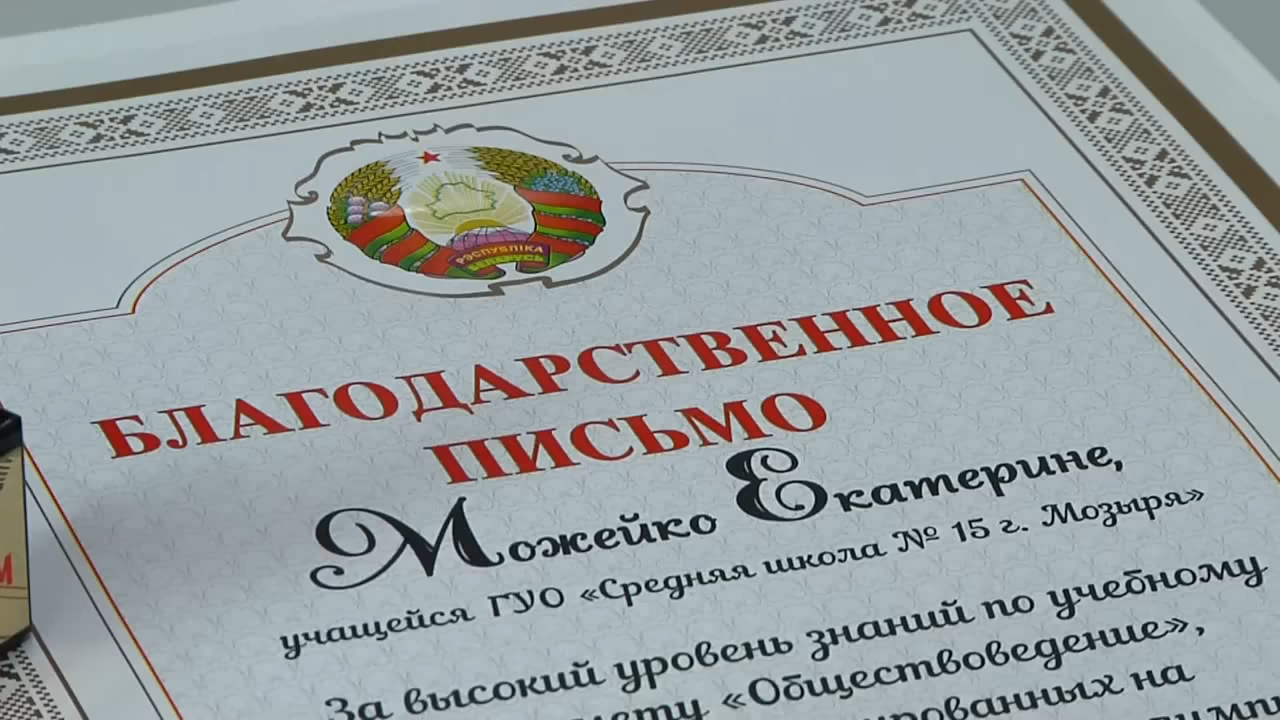 РЭСПУБЛІКА
БЕЛАРУСЬ
БЛАГОДАРСТВЕННОЕ
ПИСЬМО
Можейко Екатерине,
учащейся ГУО «Средняя школа № 15 г. Мозыря»
За высокий уровень знаний по учебному
«Обществоведение»,
на